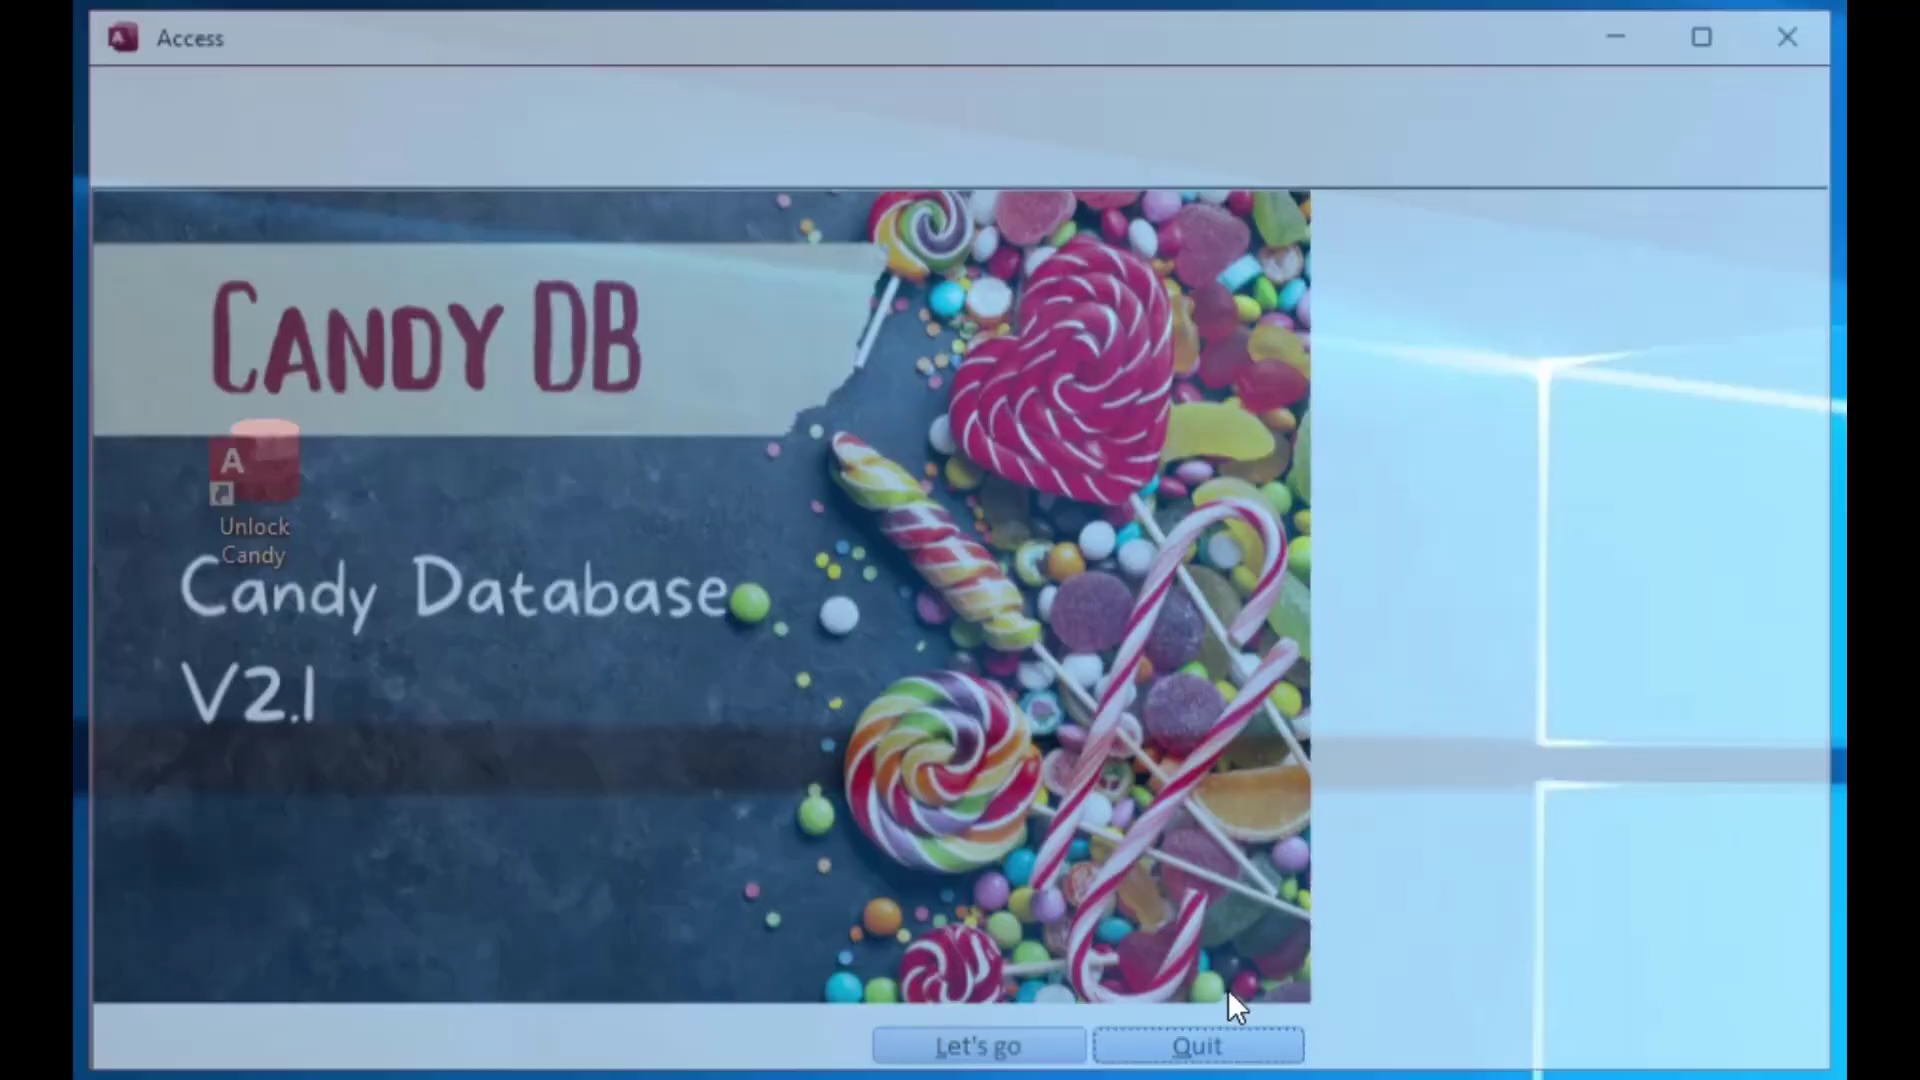 Access
CANDY DB
A
Unlock
Candy
Candy Database
V2.1
Let's go
Quit